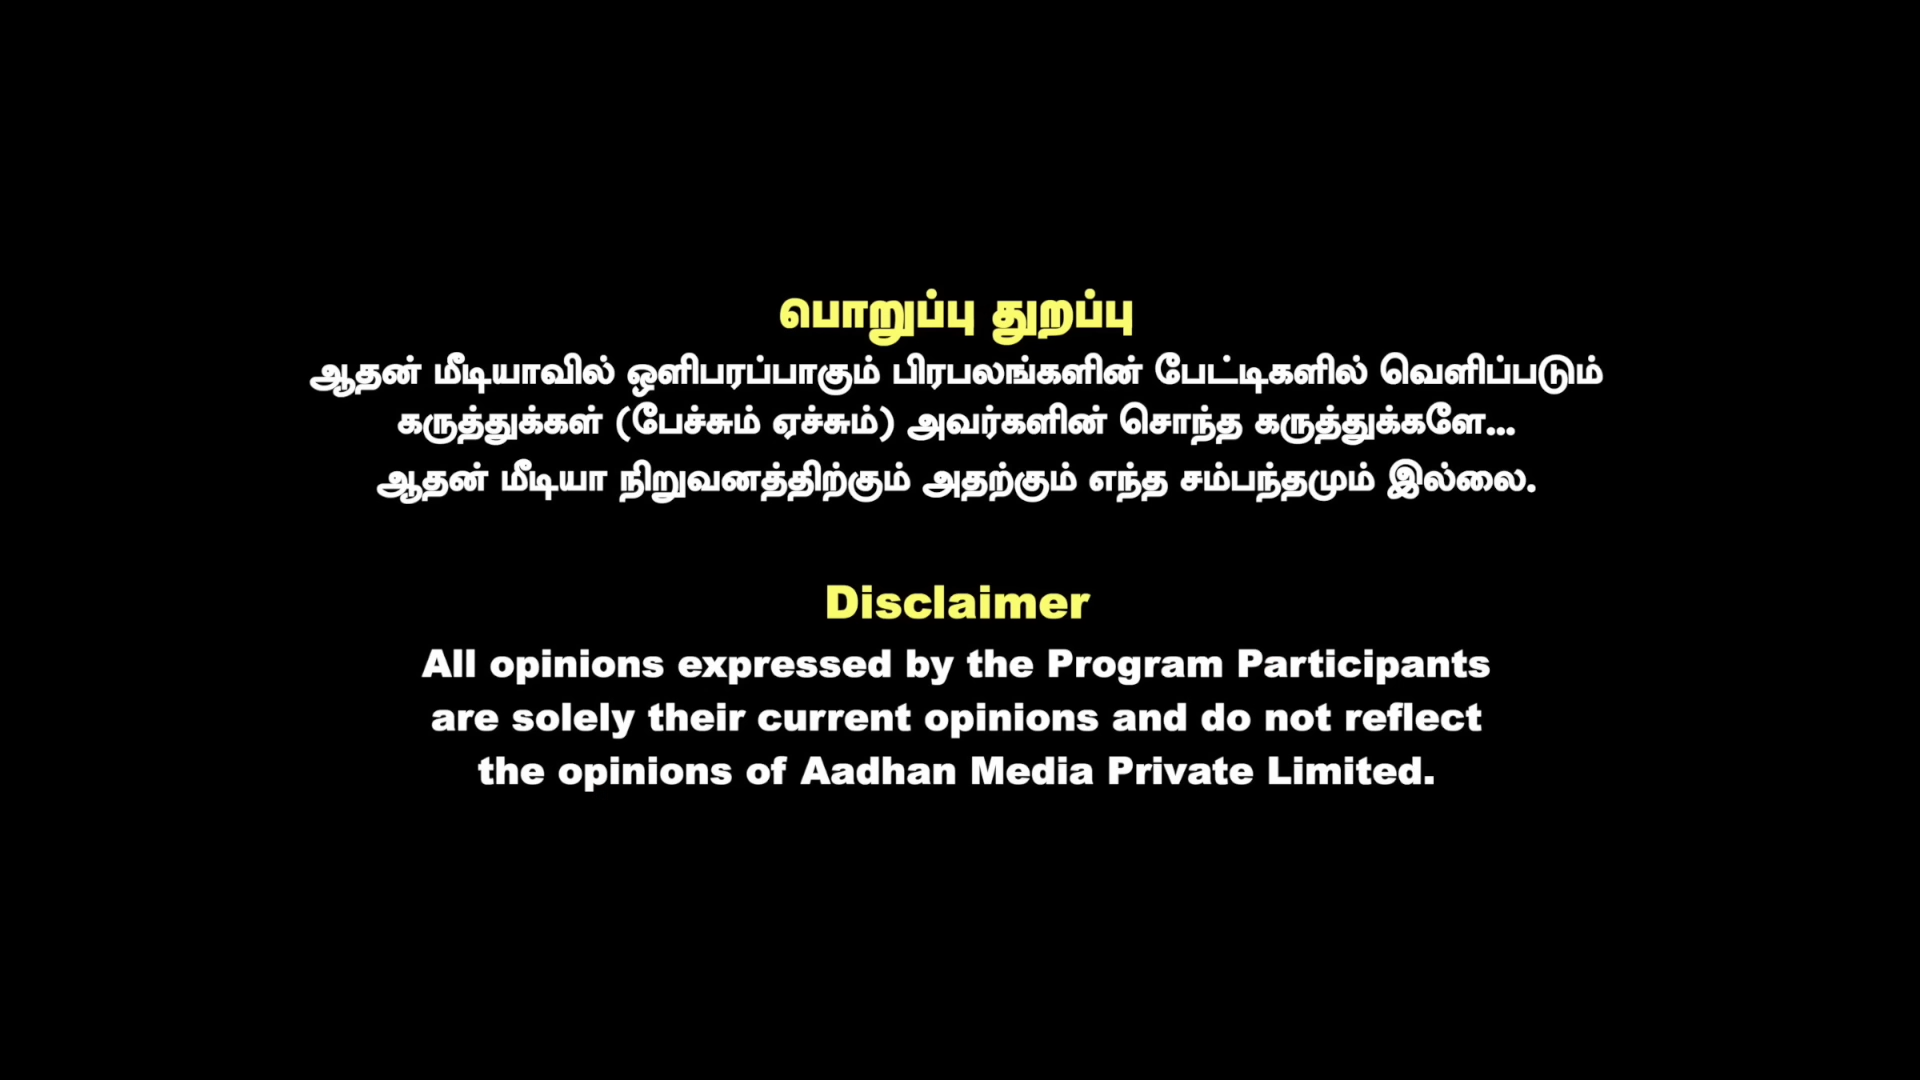 பொறுப்பு துறப்பு
ஆதன் மீடியாவில் ஒளிபரப்பாகும் பிரபலங்களின் பேட்டிகளில் வெளிப்படும்
கருத்துக்கள் (பேச்சும் ஏச்சும்) அவர்களின் சொந்த கருத்துக்களே...
ஆதன் மீடியா நிறுவனத்திற்கும் அதற்கும் எந்த சம்பந்தமும் இல்லை.
Disclaimer
All opinions expressed by the Program Participants
are solely their current opinions and do not reflect
the opinions of Aadhan Media Private Limited.